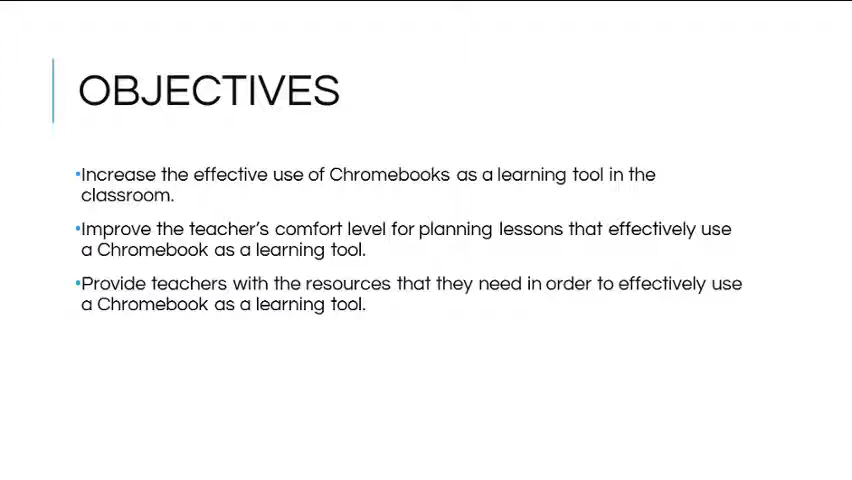 OBJECTIVES
•Increase the effective use of Chromebooks as a learning tool in the
classroom.
•Improve the teacher’s comfort level for planning lessons that effectively use
a Chromebook as a learning tool.
•Provide teachers with the resources that they need in order to effectively use
a Chromebook as a learning tool.